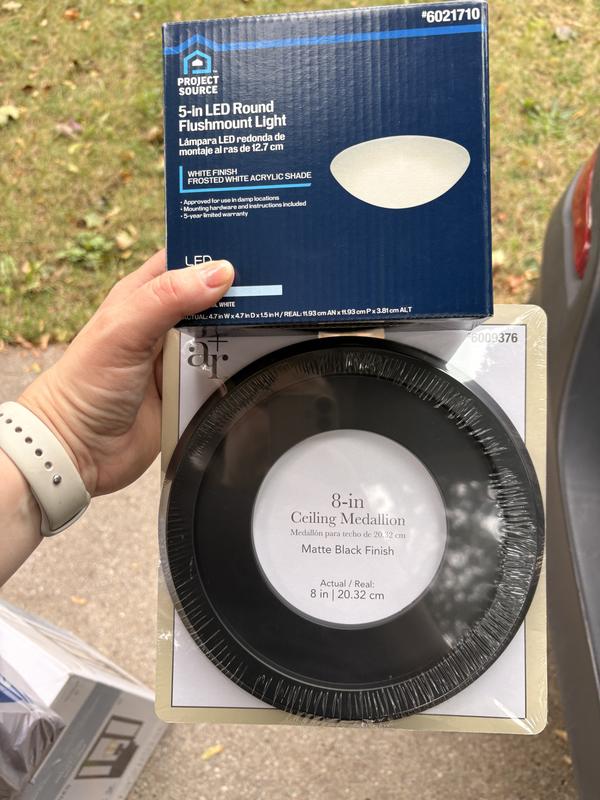 #6021710
PROJECT
SOURCE
5-in LED Round
Flushmount Light
Lámpara LED redonda de
montaje al ras de 12.7 cm
WHITE FINISH
FROSTED WHITE ACRYLIC SHADE
• Approved for use in damp locations
• Mounting hardware and instructions included
• 5-year limited warranty
LED
WHITE
ACTUAL: 4.7 in W x 4.7 in D x 1.5 in H / REAL: 11.93 cm AN x 11.93 cm P x 3.81 cm ALT
a+
ar
6009376
8-in
Ceiling Medallion
Medallón para techo de 20.32 cm
Matte Black Finish
Actual / Real:
8 in | 20.32 cm